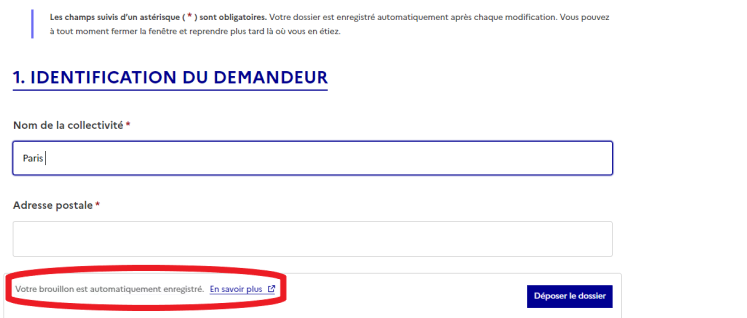 Les champs suivis d'un astérisque ( * ) sont obligatoires. Votre dossier est enregistré automatiquement après chaque modification. Vous pouvez
à tout moment fermer la fenêtre et reprendre plus tard là où vous en étiez.
1. IDENTIFICATION DU DEMANDEUR
Nom de la collectivité *
Paris
Adresse postale *
Votre brouillon est automatiquement enregistré. En savoir plus
Déposer le dossier